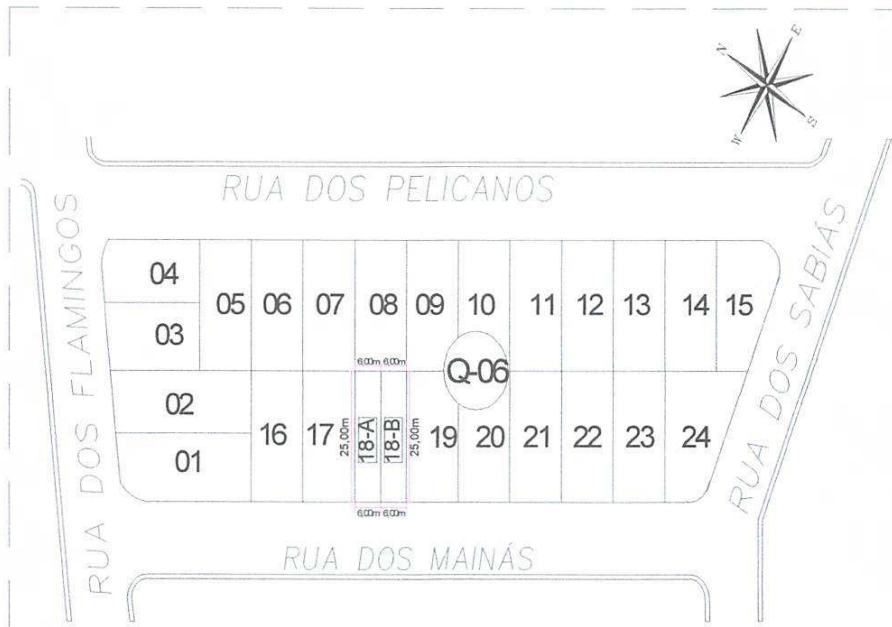 N
E
S
W
RUA DOS PELICANOS
RUA DOS FLAMINGOS
RUA DOS SABIÁS
04
03
05 06 07 08 09 10 11 12 13 14 15
6,00m 6,00m
Q-06
02
01
16 17 25,00m 18-A 18-B 25,00m 19 20 21 22 23 24
6,00m 6,00m
RUA DOS MAINÁS